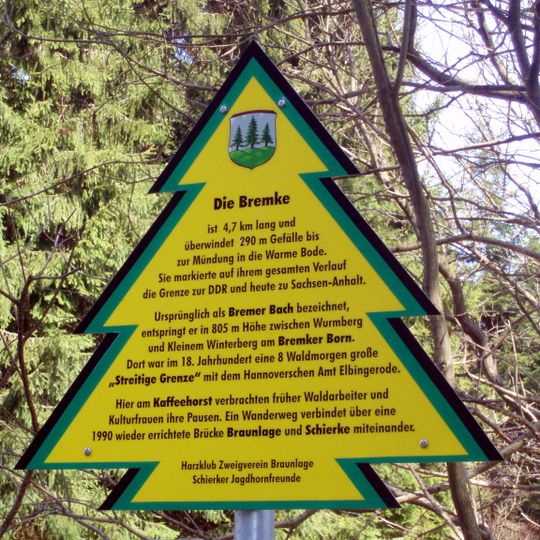 Die Bremke
ist 4,7 km lang und
überwindet 290 m Gefälle bis
zur Mündung in die Warme Bode.
Sie markierte auf ihrem gesamten Verlauf
die Grenze zur DDR und heute zu Sachsen-Anhalt.
Ursprünglich als Bremer Bach bezeichnet,
entspringt er in 805 m Höhe zwischen Wurmberg
und Kleinem Winterberg am Bremker Born.
Dort war im 18. Jahrhundert eine 8 Waldmorgen große
„Streitige Grenze" mit dem Hannoverschen Amt Elbingerode.
Hier am Kaffeehorst verbrachten früher Waldarbeiter und
Kulturfrauen ihre Pausen. Ein Wanderweg verbindet über eine
1990 wieder errichtete Brücke Braunlage und Schierke miteinander.
Harzklub Zweigverein Braunlage
Schierker Jagdhornfreunde